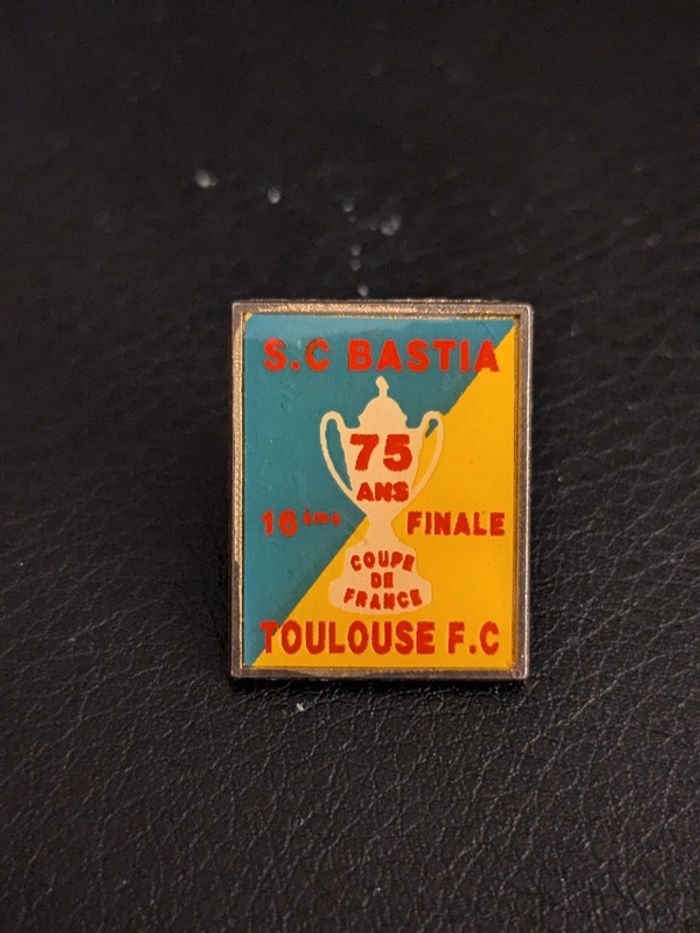 S.C BASTIA
75
ANS
16ème FINALE
COUPE
DE
FRANCE
TOULOUSE F.C